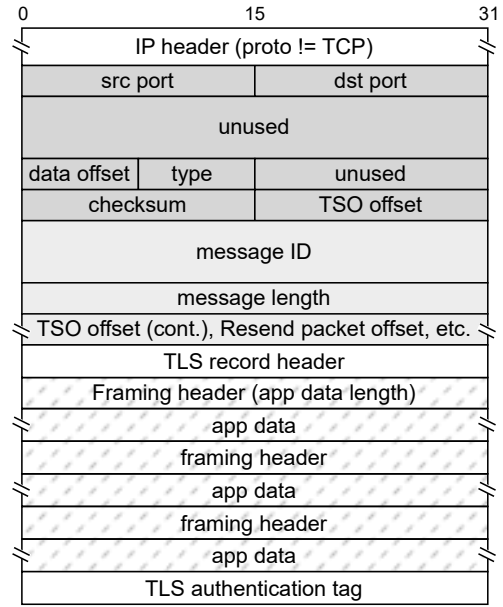 0 15 31
IP header (proto != TCP)
src port dst port
unused
data offset type unused
checksum TSO offset
message ID
message length
TSO offset (cont.), Resend packet offset, etc.
TLS record header
Framing header (app data length)
app data
framing header
app data
framing header
app data
TLS authentication tag